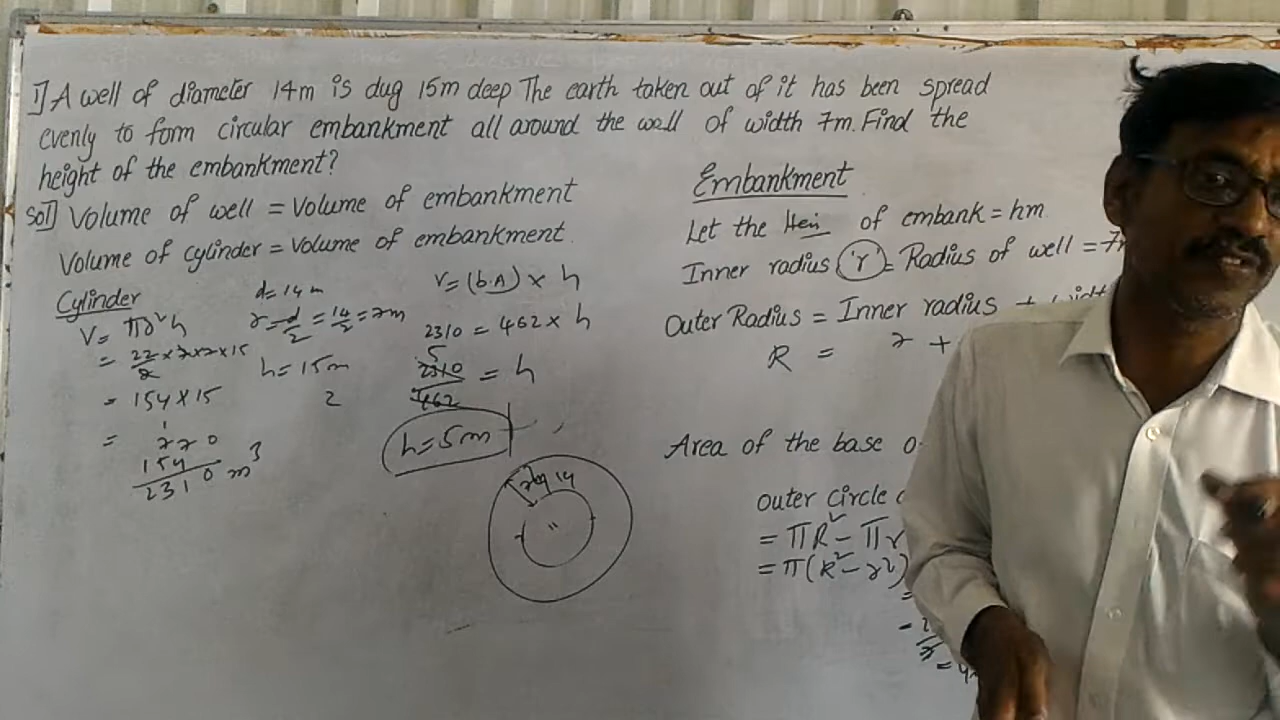 1] A well of diameter 14m is dug 15m deep The earth taken out of it has been spread
evenly to form circular embankment all around the well of width 7m. Find the
height of the embankment?
Sol] Volume of well = Volume of embankment
Volume of cylinder = Volume of embankment.
Cylinder
V = πr²h
= 22/7 × 7 × 7 × 15
= 154 × 15
= 770
154
2310 m³
d = 14 m
r = d/2 = 14/2 = 7m
h = 15m
2
V = (b.A) × h
2310 = 462 × h
5
2310/462 = h
h = 5m
14
Embankment
Let the Hei of embank = hm
Inner radius 'r' = Radius of well = 7
Outer Radius = Inner radius +
R = r +
Area of the base
outer circle
= πR² - πr
= π(R² - r²)